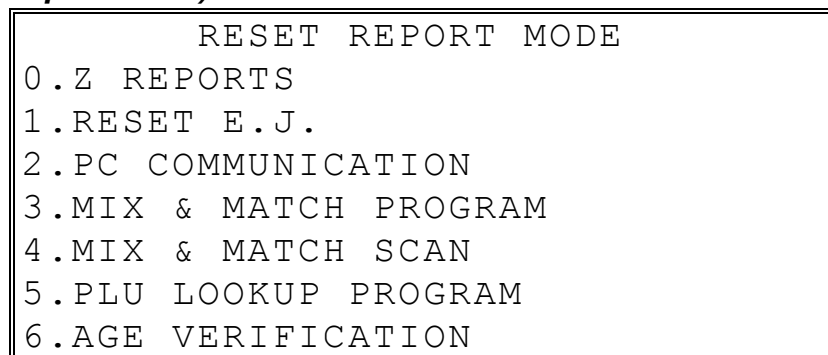 RESET REPORT MODE
0.Z REPORTS
1.RESET E.J.
2.PC COMMUNICATION
3.MIX & MATCH PROGRAM
4.MIX & MATCH SCAN
5.PLU LOOKUP PROGRAM
6.AGE VERIFICATION